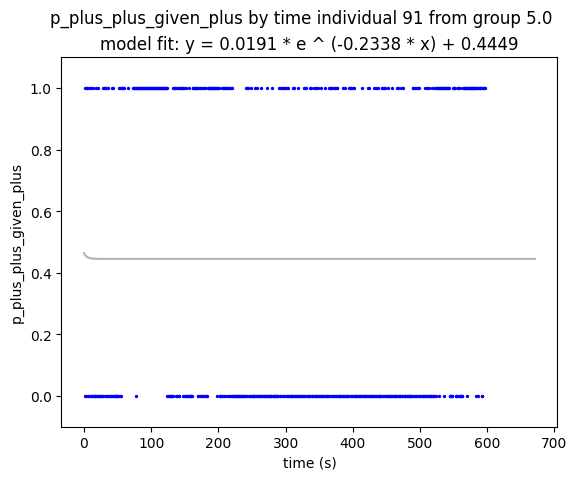 p_plus_plus_given_plus by time individual 91 from group 5.0
model fit: y = 0.0191 * e ^ (-0.2338 * x) + 0.4449
p_plus_plus_given_plus
1.0
0.8
0.6
0.4
0.2
0.0
0 100 200 300 400 500 600 700
time (s)